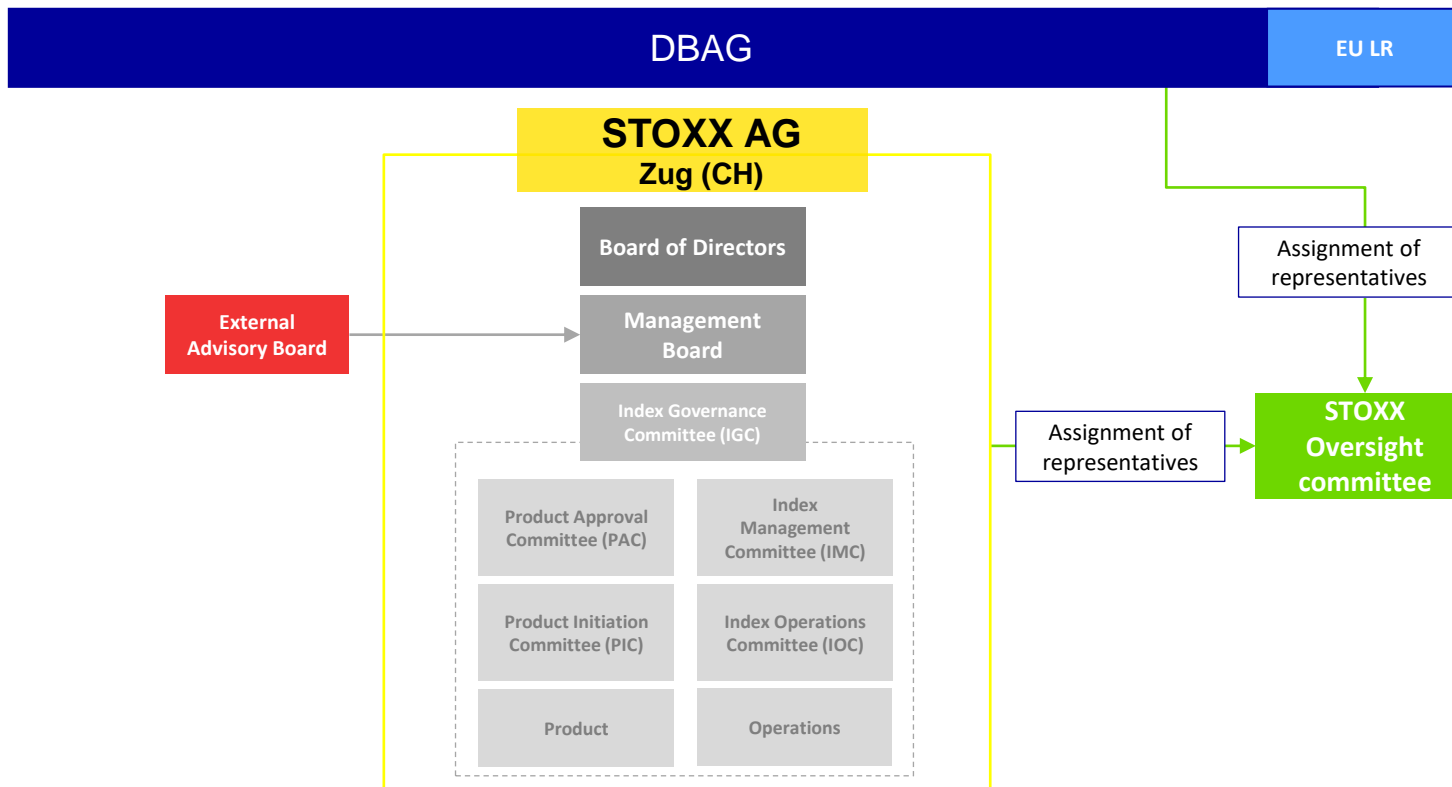 DBAG
EU LR
STOXX AG
Zug (CH)
Board of Directors
Assignment of
representatives
External
Advisory Board
Management
Board
Index Governance
Committee (IGC)
Assignment of
representatives
STOXX
Oversight
committee
Product Approval
Committee (PAC)
Index
Management
Committee (IMC)
Product Initiation
Committee (PIC)
Index Operations
Committee (IOC)
Product
Operations